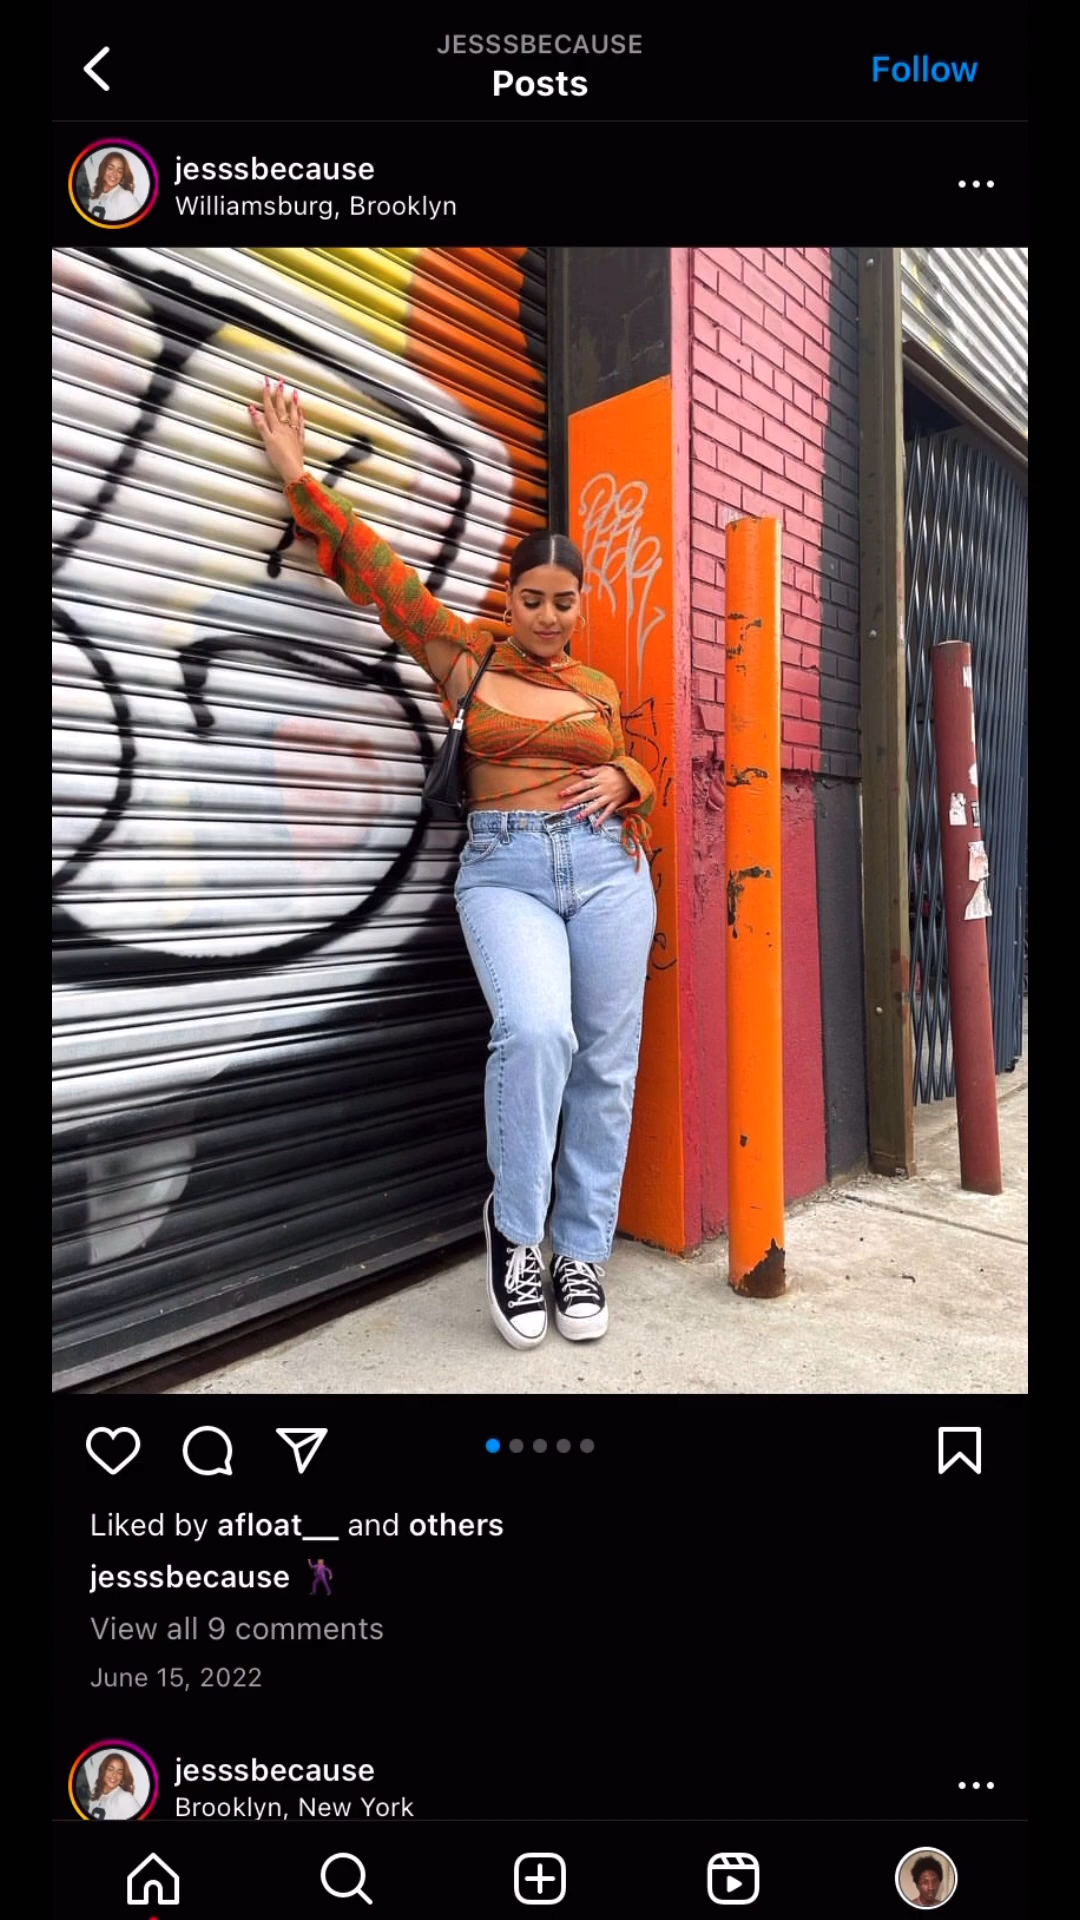 JESSSBECAUSE
Posts
Follow
jesssbecause
Williamsburg, Brooklyn
Liked by afloat__ and others
jesssbecause
View all 9 comments
June 15, 2022
jesssbecause
Brooklyn, New York